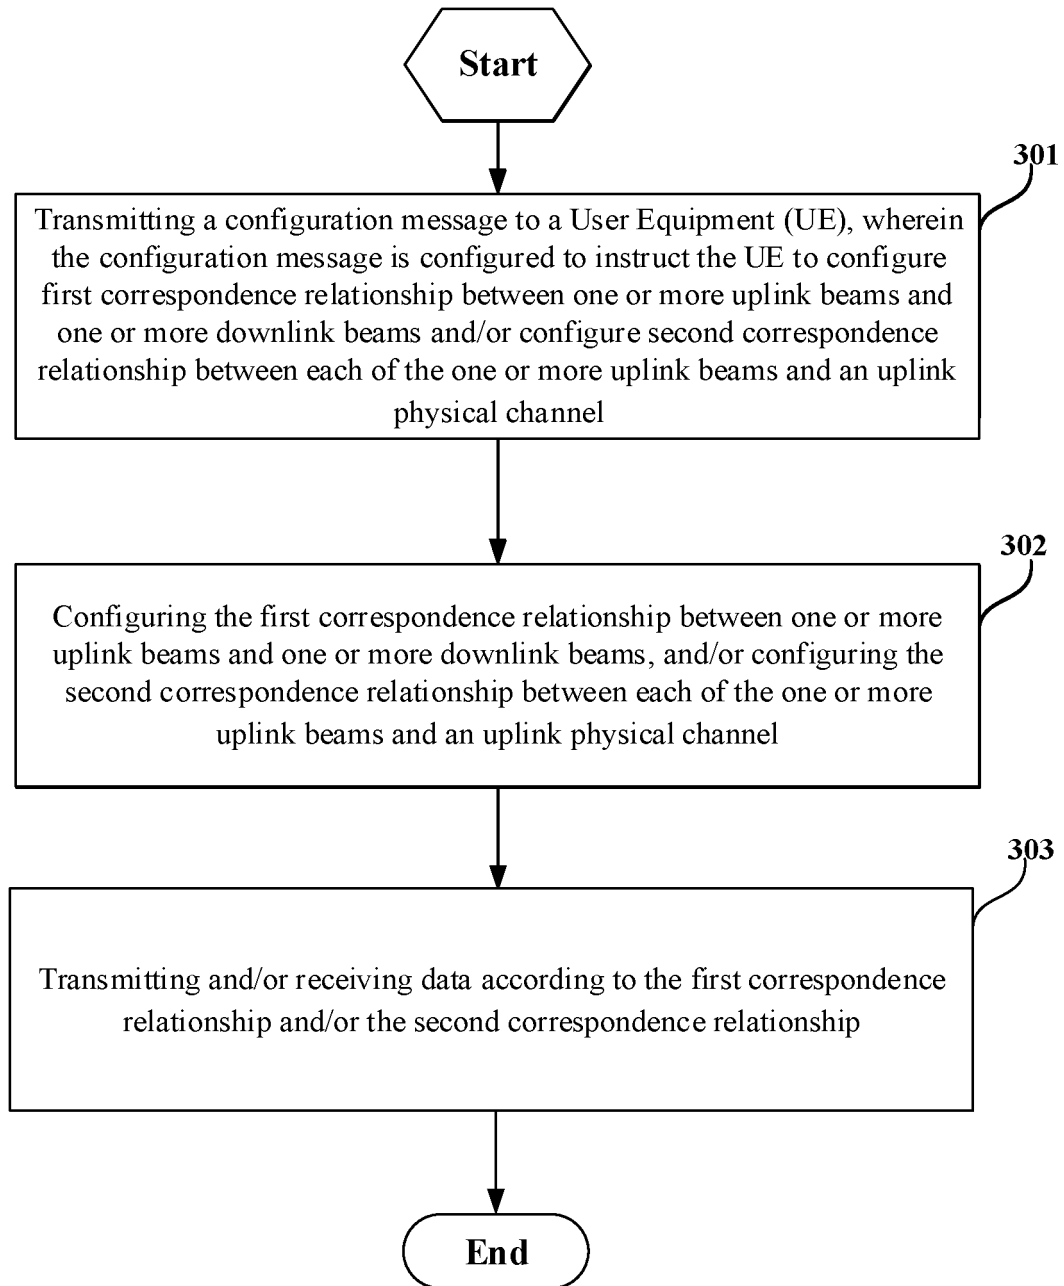 Start
301
Transmitting a configuration message to a User Equipment (UE), wherein
the configuration message is configured to instruct the UE to configure
first correspondence relationship between one or more uplink beams and
one or more downlink beams and/or configure second correspondence
relationship between each of the one or more uplink beams and an uplink
physical channel
302
Configuring the first correspondence relationship between one or more
uplink beams and one or more downlink beams, and/or configuring the
second correspondence relationship between each of the one or more
uplink beams and an uplink physical channel
303
Transmitting and/or receiving data according to the first correspondence
relationship and/or the second correspondence relationship
End